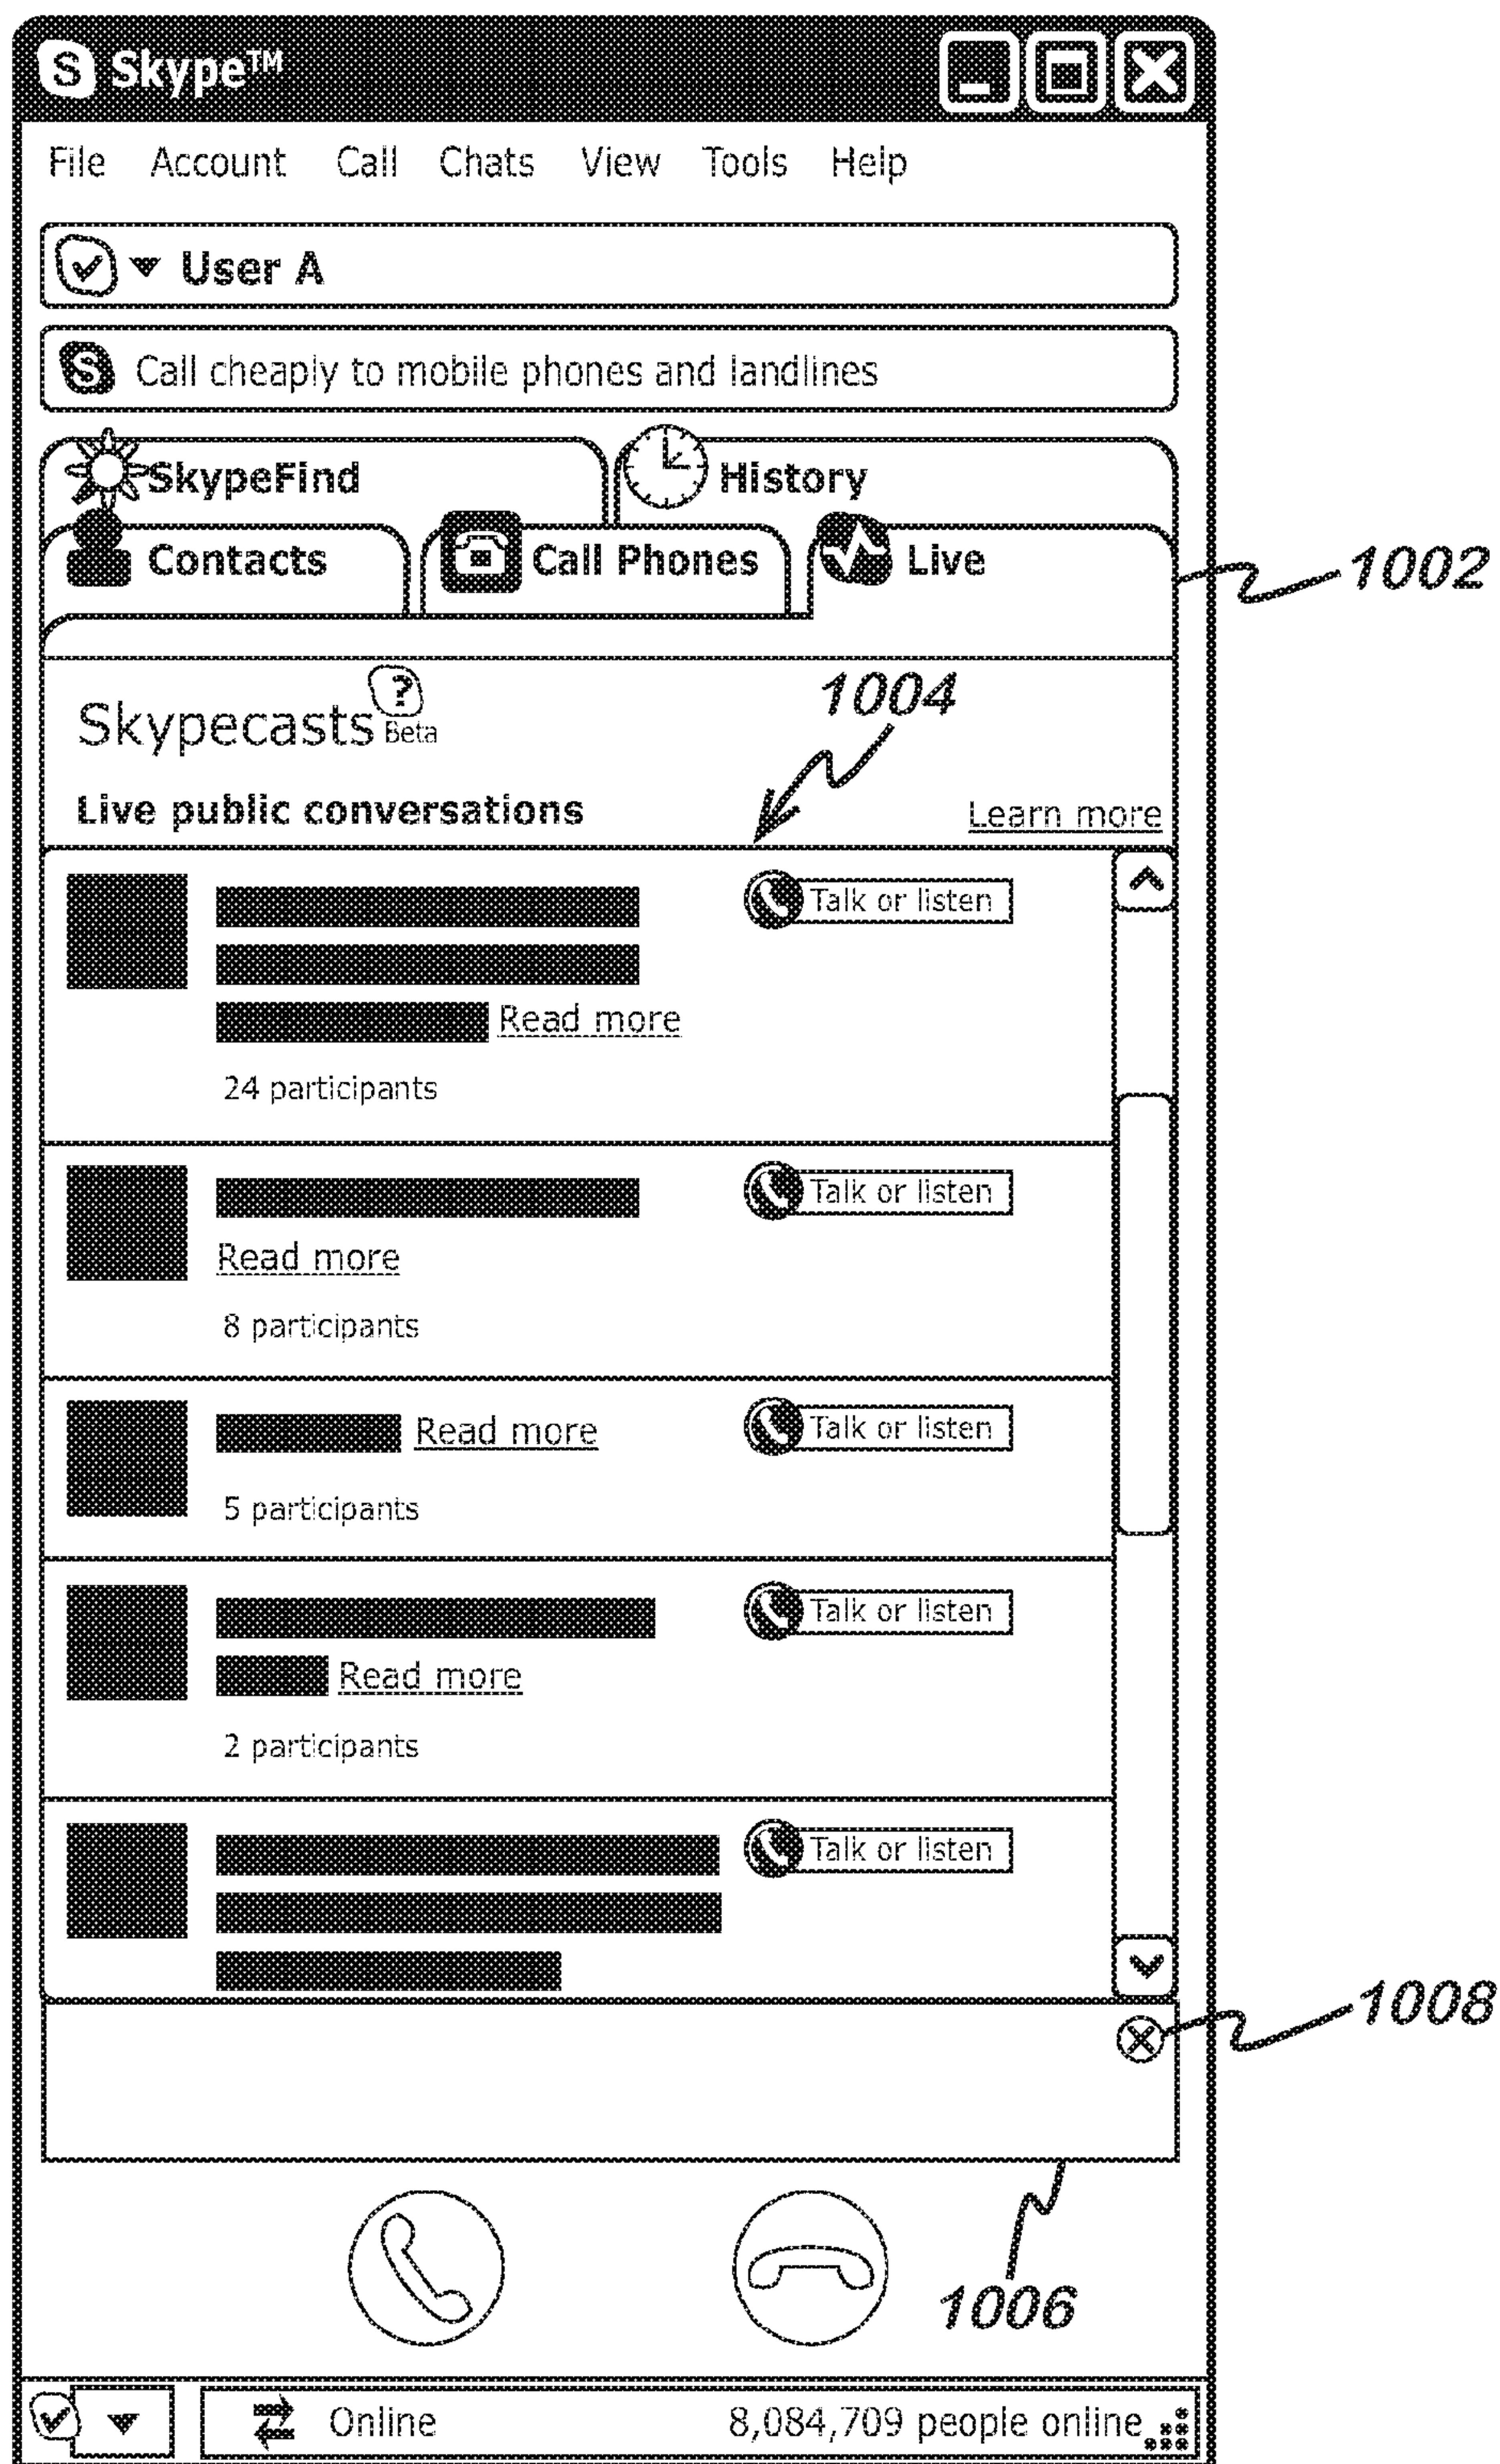 S Skype™
File Account Call Chats View Tools Help
User A
S Call cheaply to mobile phones and landlines
SkypeFind History
Contacts Call Phones Live
1002
Skypecasts ? Beta
1004
Live public conversations Learn more
Talk or listen
Read more
24 participants
Talk or listen
Read more
8 participants
Read more Talk or listen
5 participants
Talk or listen
Read more
2 participants
Talk or listen
1008
1006
Online 8,084,709 people online